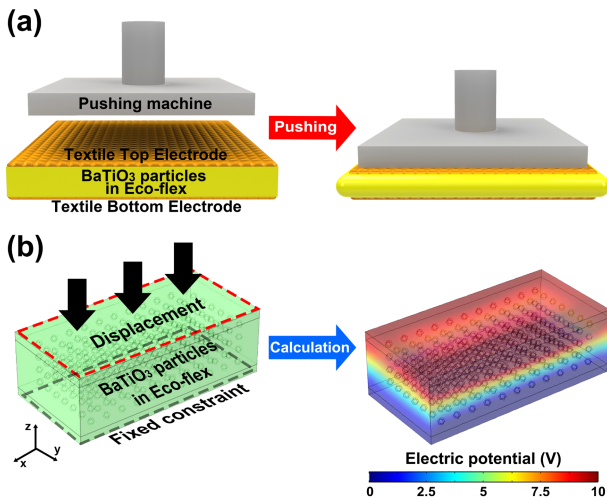 (a)
Pushing machine
Pushing
Textile Top Electrode
BaTiO₃ particles
in Eco-flex
Textile Bottom Electrode
(b)
Displacement
BaTiO₃ particles
in Eco-flex
Fixed constraint
z
y
x
Calculation
Electric potential (V)
0 2.5 5 7.5 10